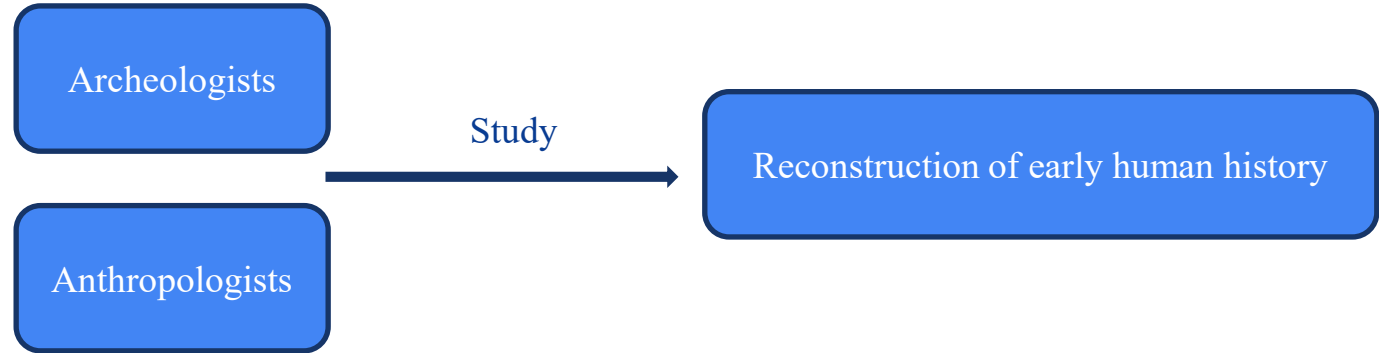 Archeologists
Study
Reconstruction of early human history
Anthropologists